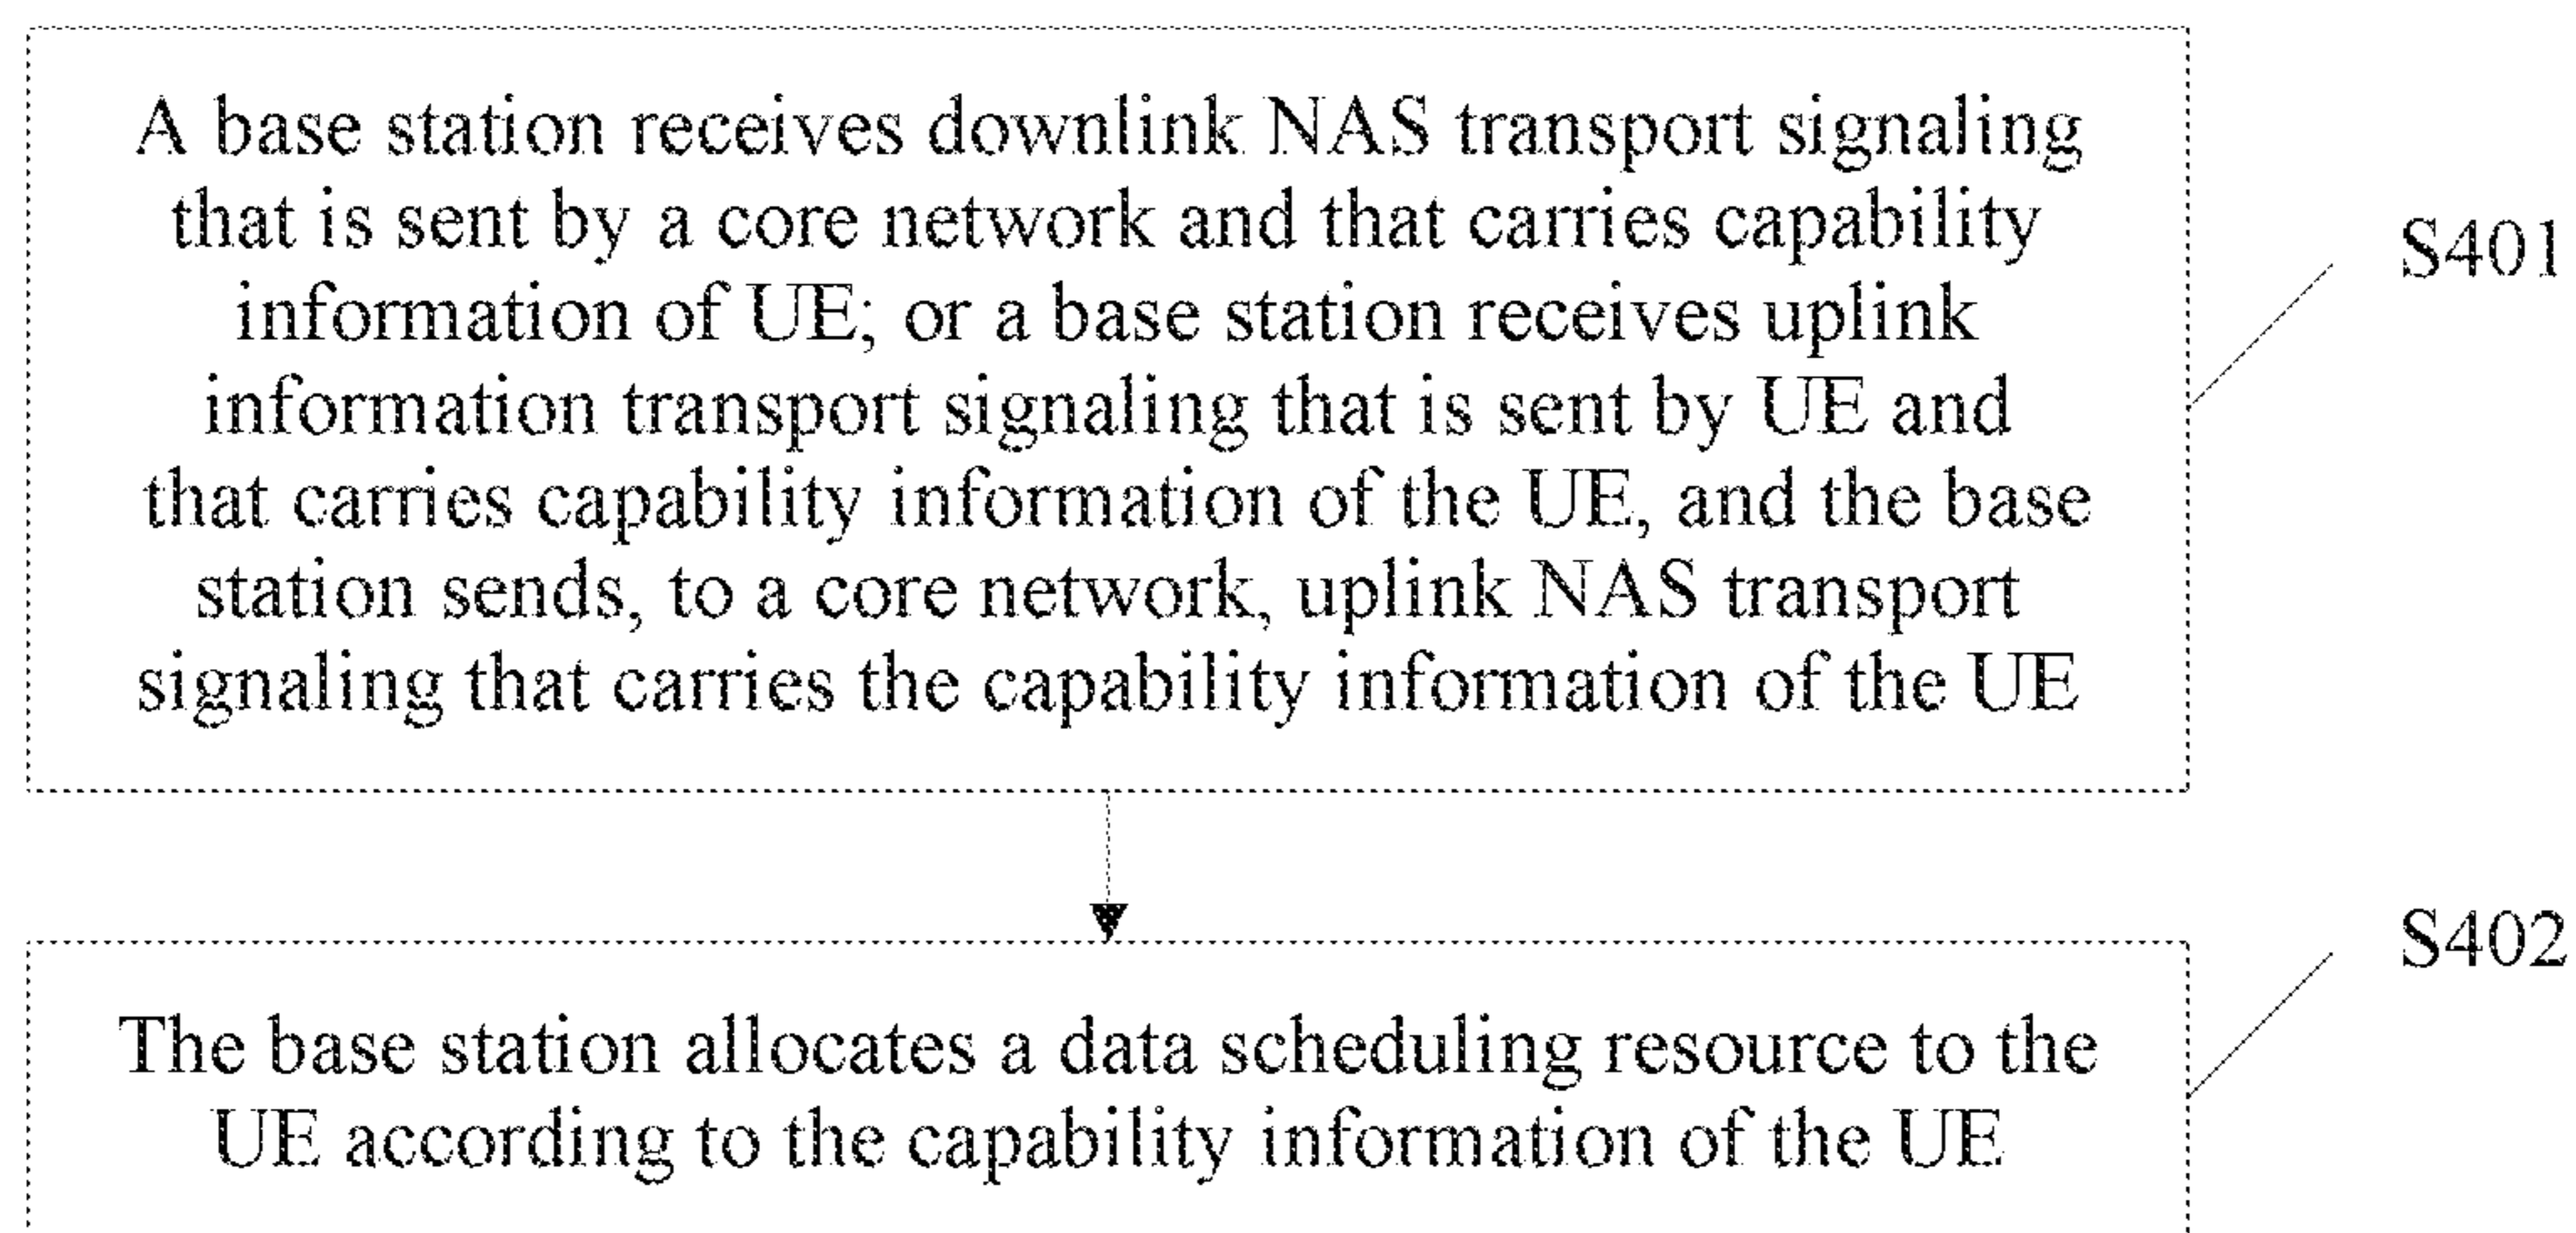 A base station receives downlink NAS transport signaling
that is sent by a core network and that carries capability
information of UE; or a base station receives uplink
information transport signaling that is sent by UE and
that carries capability information of the UE, and the base
station sends, to a core network, uplink NAS transport
signaling that carries the capability information of the UE
S401
The base station allocates a data scheduling resource to the
UE according to the capability information of the UE
S402